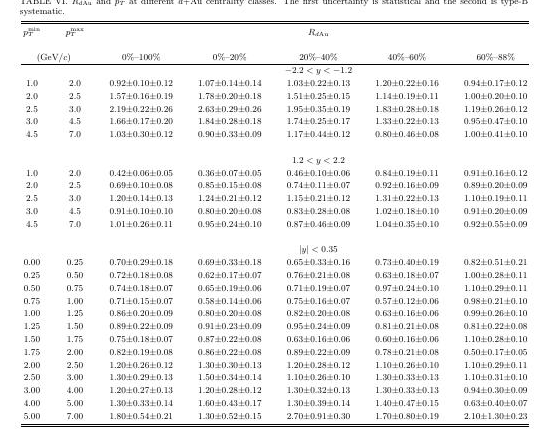 TABLE VI. R_dAu and p_T at different d+Au centrality classes. The first uncertainty is statistical and the second is type-B
systematic.
p_T^min p_T^max R_dAu
(GeV/c) 0%–100% 0%–20% 20%–40% 40%–60% 60%–88%
−2.2 < y < −1.2
1.0 2.0 0.92±0.10±0.12 1.07±0.14±0.14 1.03±0.22±0.13 1.20±0.22±0.16 0.94±0.17±0.12
2.0 2.5 1.57±0.16±0.19 1.78±0.20±0.18 1.51±0.25±0.15 1.14±0.19±0.11 1.00±0.20±0.10
2.5 3.0 2.19±0.22±0.26 2.63±0.29±0.26 1.95±0.35±0.19 1.83±0.28±0.18 1.19±0.26±0.12
3.0 4.5 1.66±0.17±0.20 1.84±0.28±0.18 1.74±0.25±0.17 1.33±0.22±0.13 0.95±0.47±0.10
4.5 7.0 1.03±0.30±0.12 0.90±0.33±0.09 1.17±0.44±0.12 0.80±0.46±0.08 1.00±0.41±0.10
1.2 < y < 2.2
1.0 2.0 0.42±0.06±0.05 0.36±0.07±0.05 0.46±0.10±0.06 0.84±0.19±0.11 0.91±0.16±0.12
2.0 2.5 0.69±0.10±0.08 0.85±0.15±0.08 0.74±0.11±0.07 0.92±0.16±0.09 0.89±0.20±0.09
2.5 3.0 1.20±0.14±0.13 1.24±0.21±0.12 1.15±0.21±0.12 1.31±0.22±0.13 1.10±0.19±0.11
3.0 4.5 0.91±0.10±0.10 0.80±0.20±0.08 0.83±0.28±0.08 1.02±0.18±0.10 0.91±0.20±0.09
4.5 7.0 1.01±0.26±0.11 0.95±0.24±0.10 0.87±0.46±0.09 1.04±0.35±0.10 0.92±0.55±0.09
|y| < 0.35
0.00 0.25 0.70±0.29±0.18 0.69±0.33±0.18 0.65±0.33±0.16 0.73±0.40±0.19 0.82±0.51±0.21
0.25 0.50 0.72±0.18±0.08 0.62±0.17±0.07 0.76±0.21±0.08 0.63±0.18±0.07 1.00±0.28±0.11
0.50 0.75 0.74±0.18±0.07 0.65±0.19±0.06 0.71±0.19±0.07 0.97±0.24±0.10 1.10±0.29±0.11
0.75 1.00 0.71±0.15±0.07 0.58±0.14±0.06 0.75±0.16±0.07 0.57±0.12±0.06 0.98±0.21±0.10
1.00 1.25 0.86±0.20±0.09 0.80±0.20±0.08 0.82±0.20±0.08 0.63±0.16±0.06 0.99±0.26±0.10
1.25 1.50 0.89±0.22±0.09 0.91±0.23±0.09 0.95±0.24±0.09 0.81±0.21±0.08 0.81±0.22±0.08
1.50 1.75 0.75±0.18±0.07 0.87±0.22±0.08 0.63±0.16±0.06 0.60±0.16±0.06 1.10±0.28±0.10
1.75 2.00 0.82±0.19±0.08 0.86±0.22±0.08 0.89±0.22±0.09 0.78±0.21±0.08 0.50±0.17±0.05
2.00 2.50 1.20±0.26±0.12 1.30±0.30±0.13 1.20±0.28±0.12 1.10±0.26±0.10 1.10±0.29±0.11
2.50 3.00 1.30±0.29±0.13 1.50±0.34±0.14 1.10±0.26±0.10 1.30±0.33±0.13 1.10±0.31±0.10
3.00 4.00 1.20±0.27±0.13 1.20±0.28±0.12 1.30±0.32±0.13 1.30±0.33±0.13 0.94±0.30±0.09
4.00 5.00 1.30±0.33±0.14 1.60±0.43±0.17 1.30±0.39±0.14 1.40±0.47±0.15 0.63±0.40±0.07
5.00 7.00 1.80±0.54±0.21 1.30±0.52±0.15 2.70±0.91±0.30 1.70±0.80±0.19 2.10±1.30±0.23